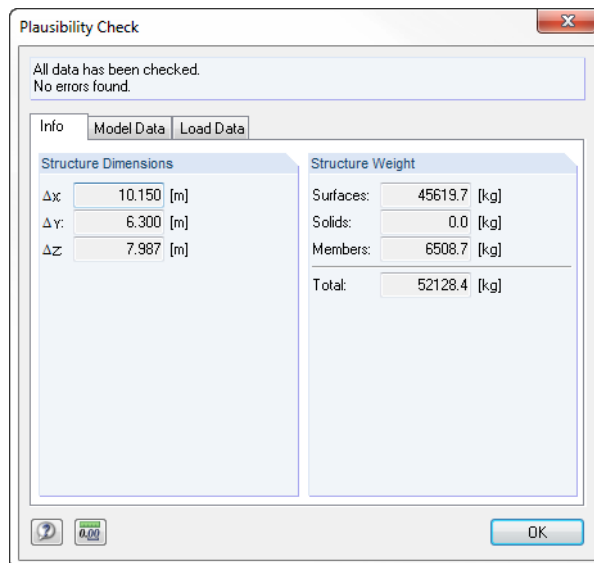 Plausibility Check
All data has been checked.
No errors found.
Info Model Data Load Data
Structure Dimensions
ΔX: 10.150 [m]
ΔY: 6.300 [m]
ΔZ: 7.987 [m]
Structure Weight
Surfaces: 45619.7 [kg]
Solids: 0.0 [kg]
Members: 6508.7 [kg]
Total: 52128.4 [kg]
0.00
OK